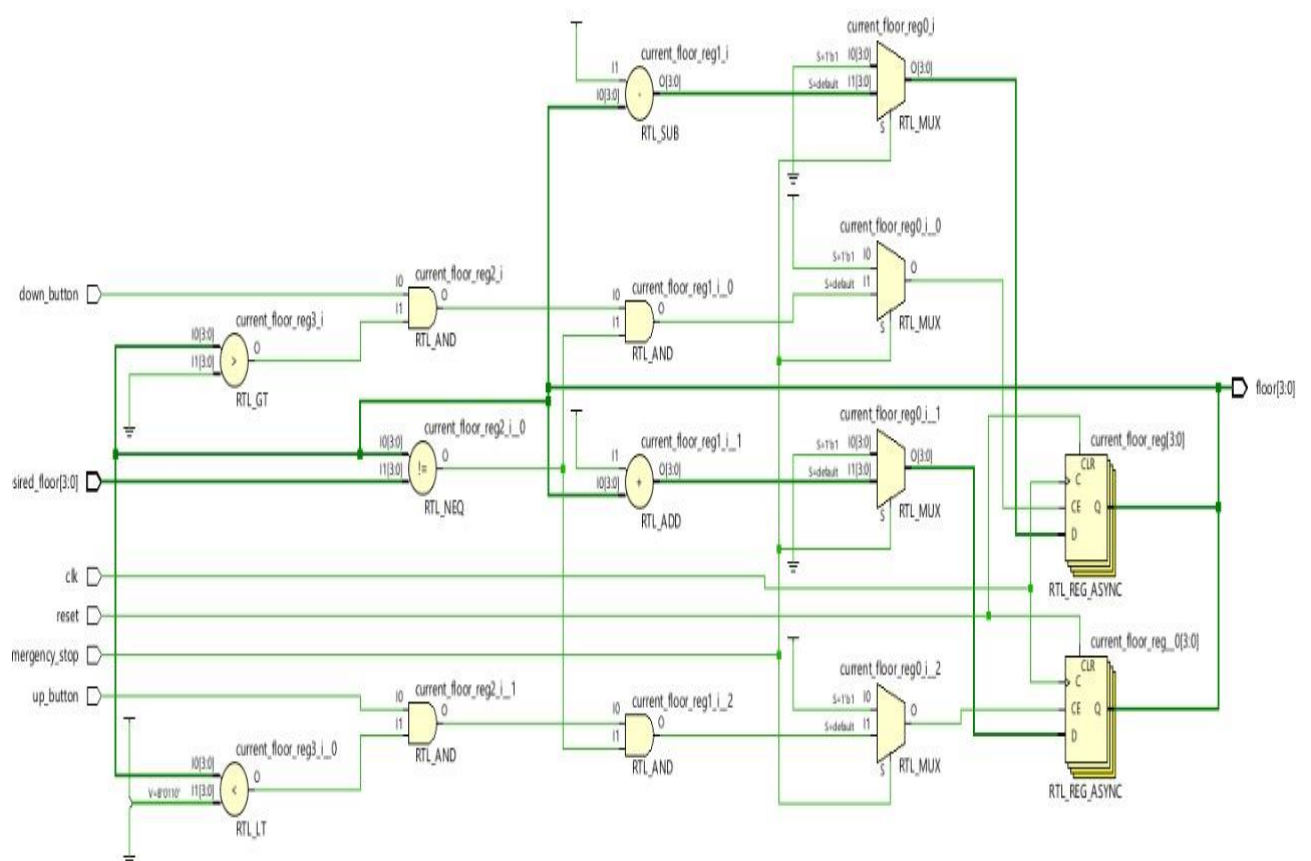 current_floor_reg0_i
current_floor_reg1_i
S=1'b1
I0[3:0]
O[3:0]
I1
O[3:0]
S=default
I1[3:0]
I0[3:0]
S
RTL_MUX
RTL_SUB
current_floor_reg0_i__0
current_floor_reg2_i
S=1'b1
I0
O
down_button
I0
O
current_floor_reg1_i__0
S=default
I1
I1
I0
O
current_floor_reg3_i
I1
S
RTL_MUX
I0[3:0]
O
RTL_AND
RTL_AND
I1[3:0]
>
RTL_GT
floor[3:0]
current_floor_reg0_i__1
current_floor_reg2_i__0
current_floor_reg1_i__1
current_floor_reg[3:0]
I0[3:0]
O
I1
S=1'b1
I0[3:0]
O[3:0]
CLR
sired_floor[3:0]
I1[3:0]
!=
I0[3:0]
+
O[3:0]
S=default
I1[3:0]
C
RTL_NEQ
RTL_ADD
S
RTL_MUX
CE
Q
D
clk
RTL_REG_ASYNC
reset
current_floor_reg__0[3:0]
mergency_stop
CLR
current_floor_reg0_i__2
C
up_button
current_floor_reg2_i__1
current_floor_reg1_i__2
I0
O
I0
O
S=1'b1
I0
O
CE
Q
I1
I1
S=default
I1
D
current_floor_reg3_i__0
RTL_AND
RTL_AND
S
RTL_MUX
I0[3:0]
O
RTL_REG_ASYNC
I1[3:0]
<
RTL_LT